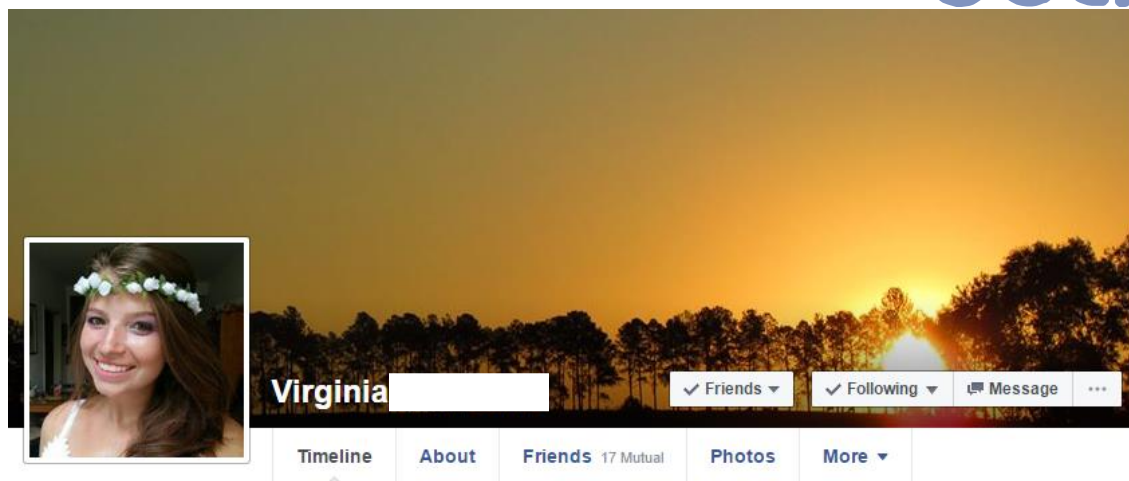 Virginia
Friends Following Message ...
Timeline About Friends 17 Mutual Photos More